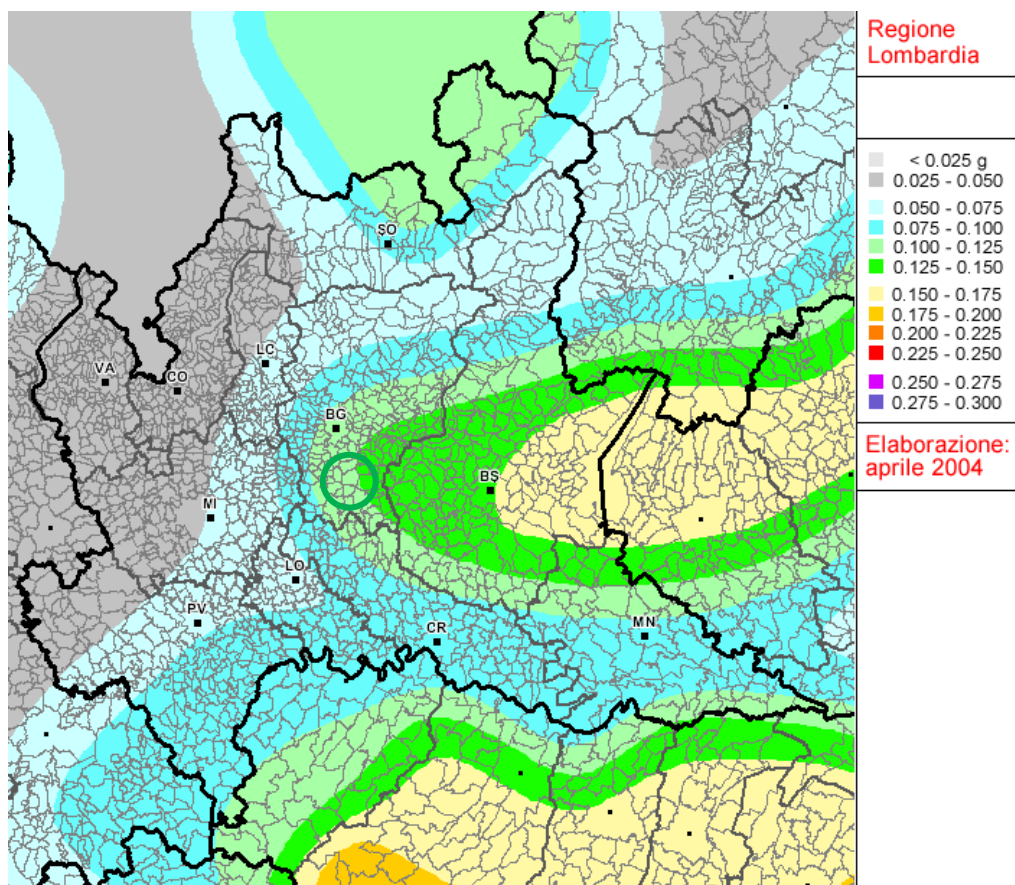 Regione
Lombardia
< 0.025 g
0.025 - 0.050
0.050 - 0.075
0.075 - 0.100
0.100 - 0.125
0.125 - 0.150
0.150 - 0.175
0.175 - 0.200
0.200 - 0.225
0.225 - 0.250
0.250 - 0.275
0.275 - 0.300
Elaborazione:
aprile 2004
SO
LC
VA
CO
BG
BS
MI
LO
PV
CR
MN